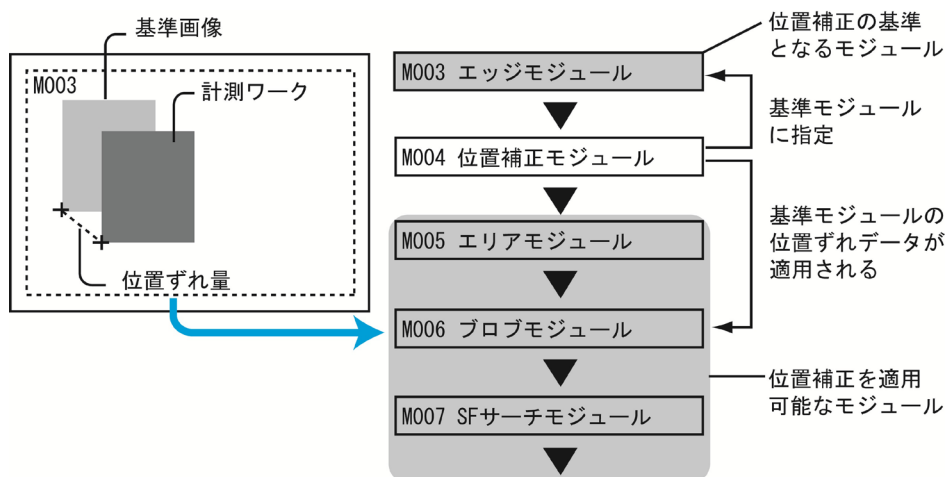 基準画像
M003
計測ワーク
位置ずれ量
M003 エッジモジュール
M004 位置補正モジュール
M005 エリアモジュール
M006 ブロブモジュール
M007 SFサーチモジュール
位置補正の基準
となるモジュール
基準モジュール
に指定
基準モジュールの
位置ずれデータが
適用される
位置補正を適用
可能なモジュール